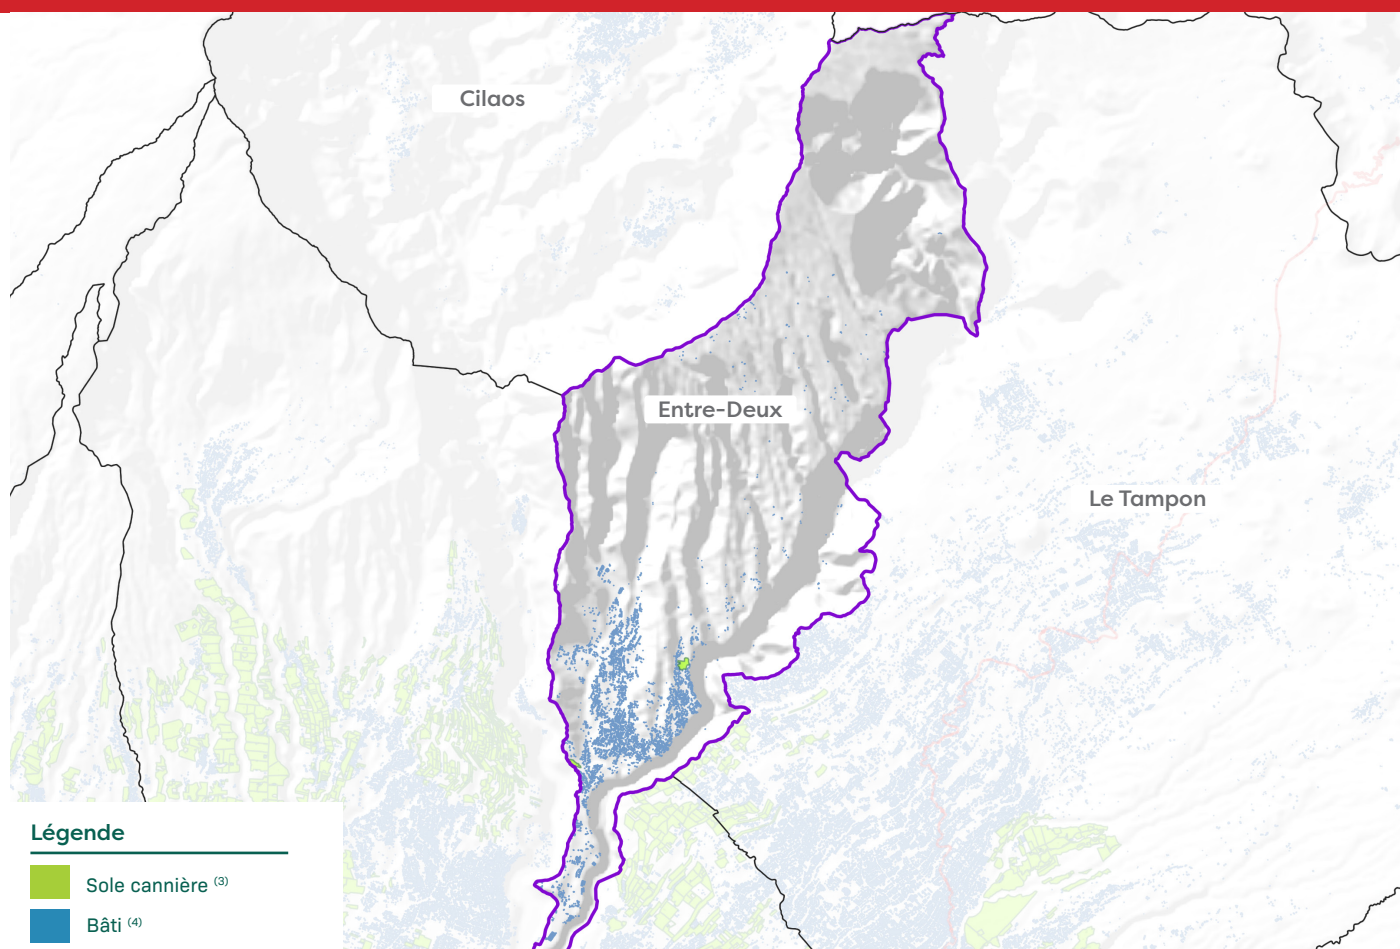 Cilaos
Entre-Deux
Le Tampon
Légende
Sole cannière (3)
Bâti (4)